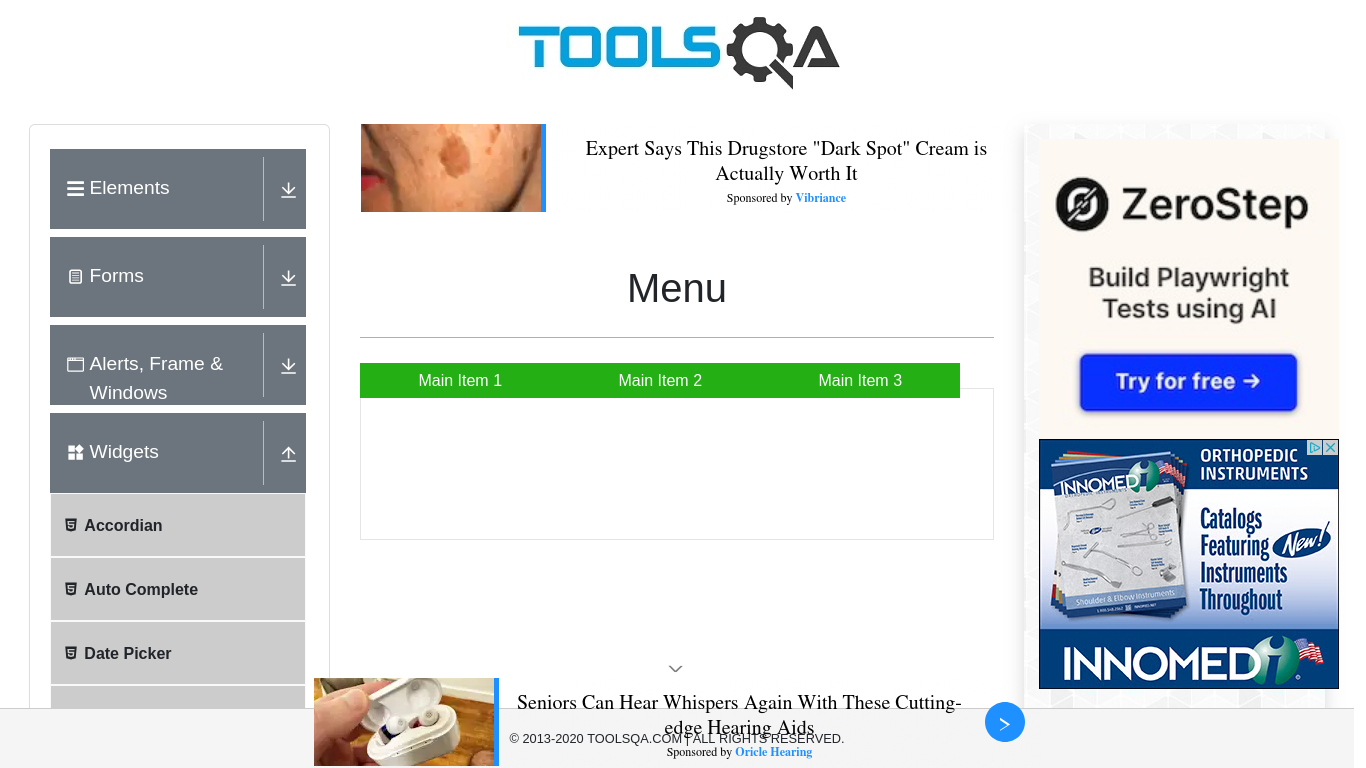 TOOLSQA
Elements
Forms
Alerts, Frame &
Windows
Widgets
Accordian
Auto Complete
Date Picker
Expert Says This Drugstore "Dark Spot" Cream is
Actually Worth It
Sponsored by Vibriance
Menu
Main Item 1
Main Item 2
Main Item 3
ZeroStep
Build Playwright
Tests using AI
Try for free →
INNOMED
ORTHOPEDIC
INSTRUMENTS
Catalogs
Featuring New!
Instruments
Throughout
Shoulder & Elbow Instruments
INNOMED
Seniors Can Hear Whispers Again With These Cutting-
edge Hearing Aids
Sponsored by Oricle Hearing
© 2013-2020 TOOLSQA.COM | ALL RIGHTS RESERVED.